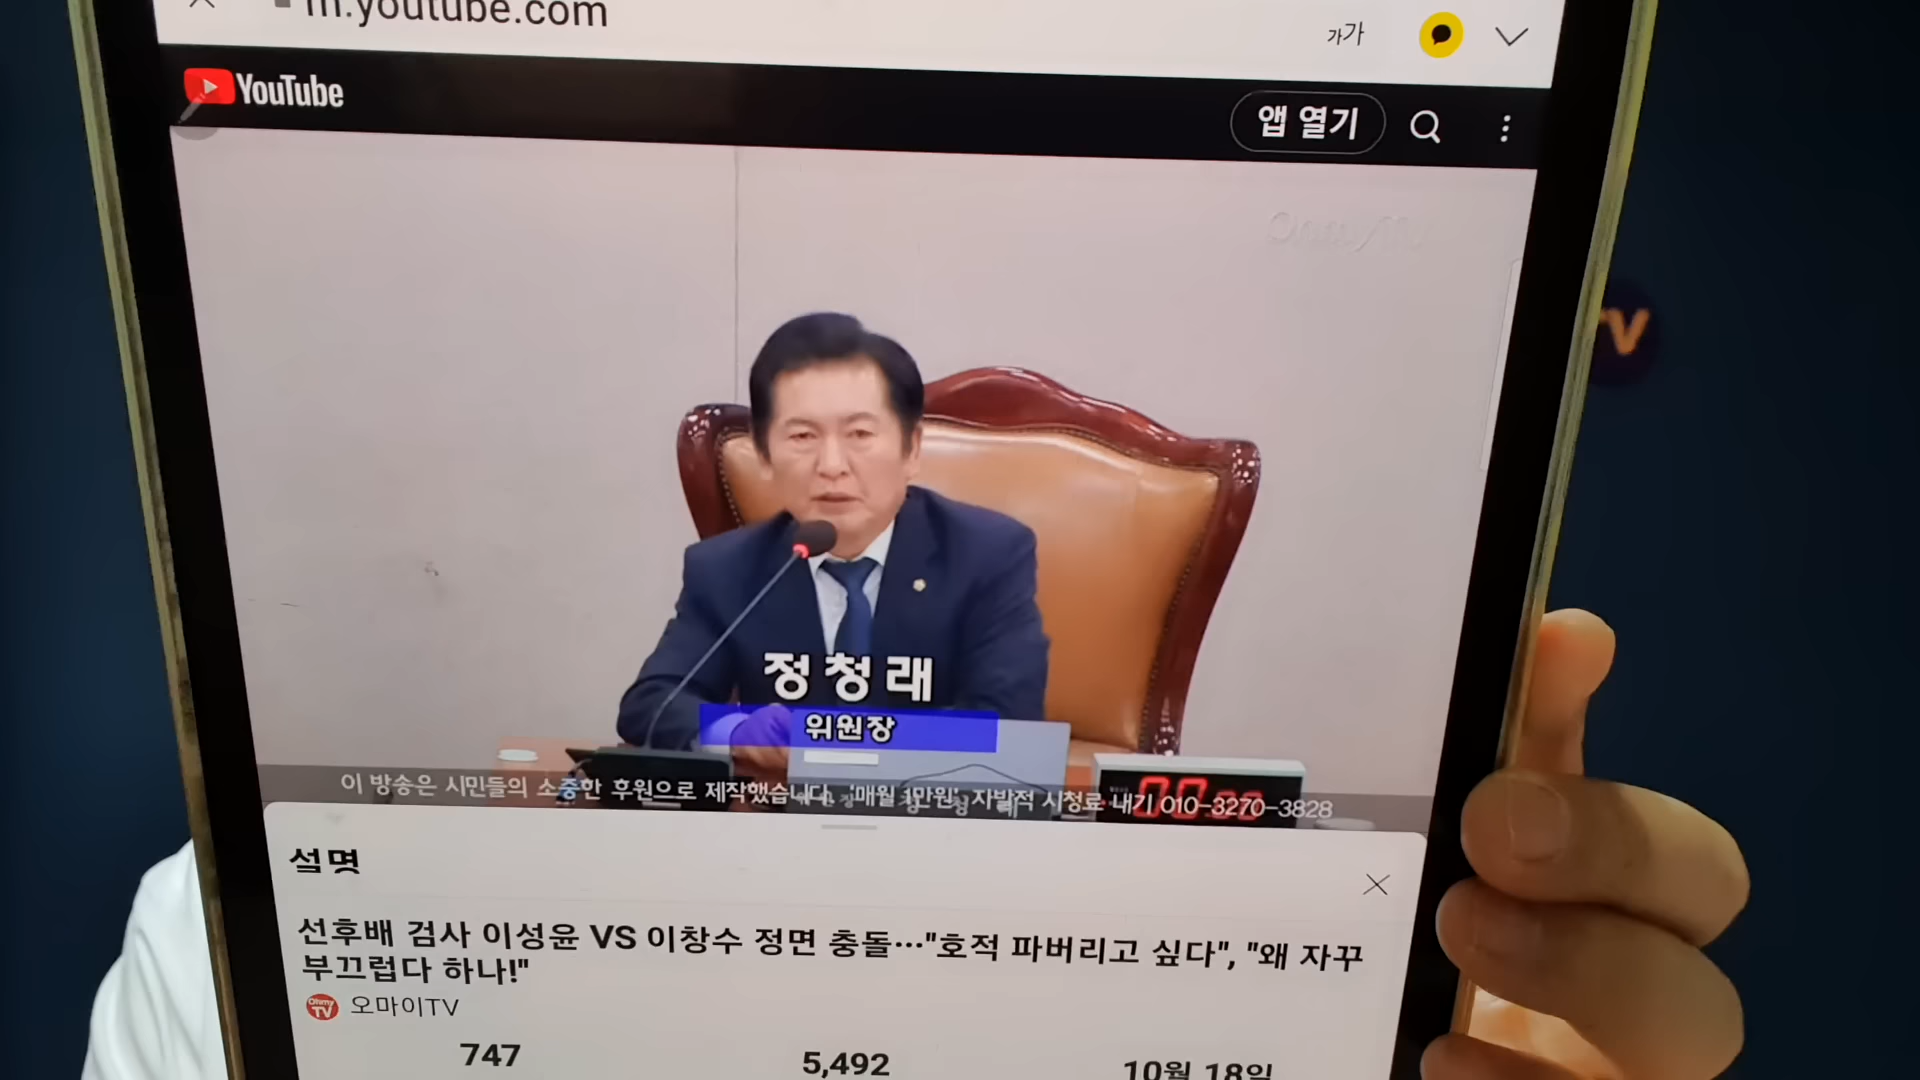 m.youtube.com
가가
YouTube
앱 열기
OhmyTV
TV
정청래
위원장
이 방송은 시민들의 소중한 후원으로 제작했습니다. '매월 1만원' 자발적 시청료 내기 010-3270-3828
설명
선후배 검사 이성윤 VS 이창수 정면 충돌…"호적 파버리고 싶다", "왜 자꾸
부끄럽다 하나!"
Ohmy
TV
오마이TV
747
5,492
10월 18일